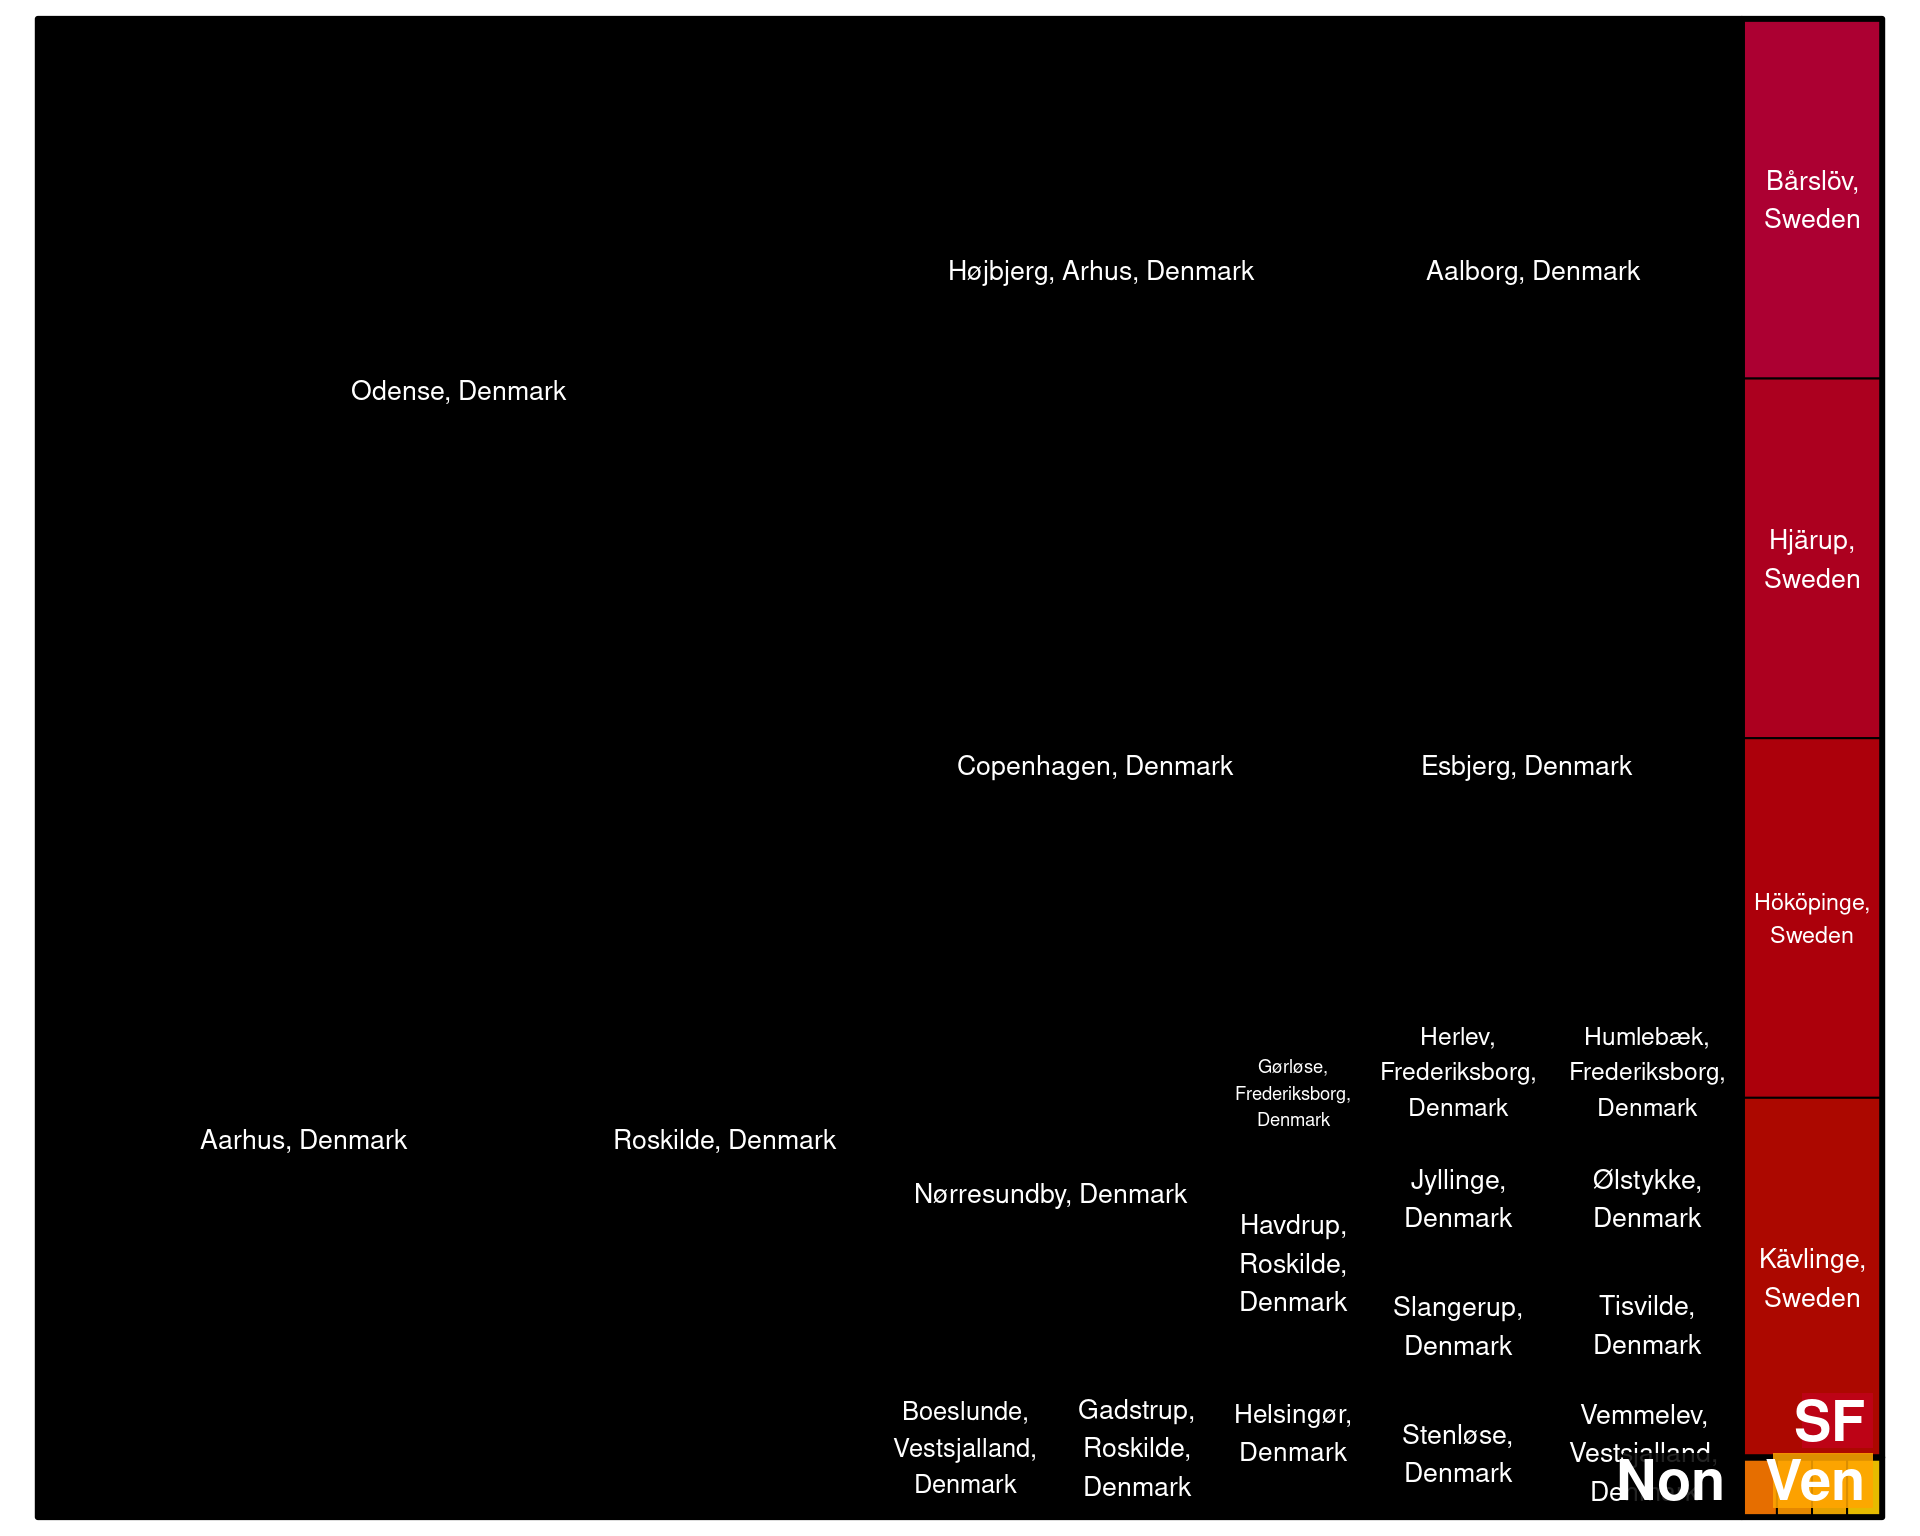 Bårslöv,
Sweden
Højbjerg, Arhus, Denmark
Aalborg, Denmark
Odense, Denmark
Hjärup,
Sweden
Copenhagen, Denmark
Esbjerg, Denmark
Hököpinge,
Sweden
Aarhus, Denmark
Roskilde, Denmark
Gørløse,
Frederiksborg,
Denmark
Herlev,
Frederiksborg,
Denmark
Humlebæk,
Frederiksborg,
Denmark
Nørresundby, Denmark
Havdrup,
Roskilde,
Denmark
Jyllinge,
Denmark
Ølstykke,
Denmark
Slangerup,
Denmark
Tisvilde,
Denmark
Kävlinge,
Sweden
Boeslunde,
Vestsjalland,
Denmark
Gadstrup,
Roskilde,
Denmark
Helsingør,
Denmark
Stenløse,
Denmark
Vemmelev,
Vestsjalland,
SF
Non
Ven